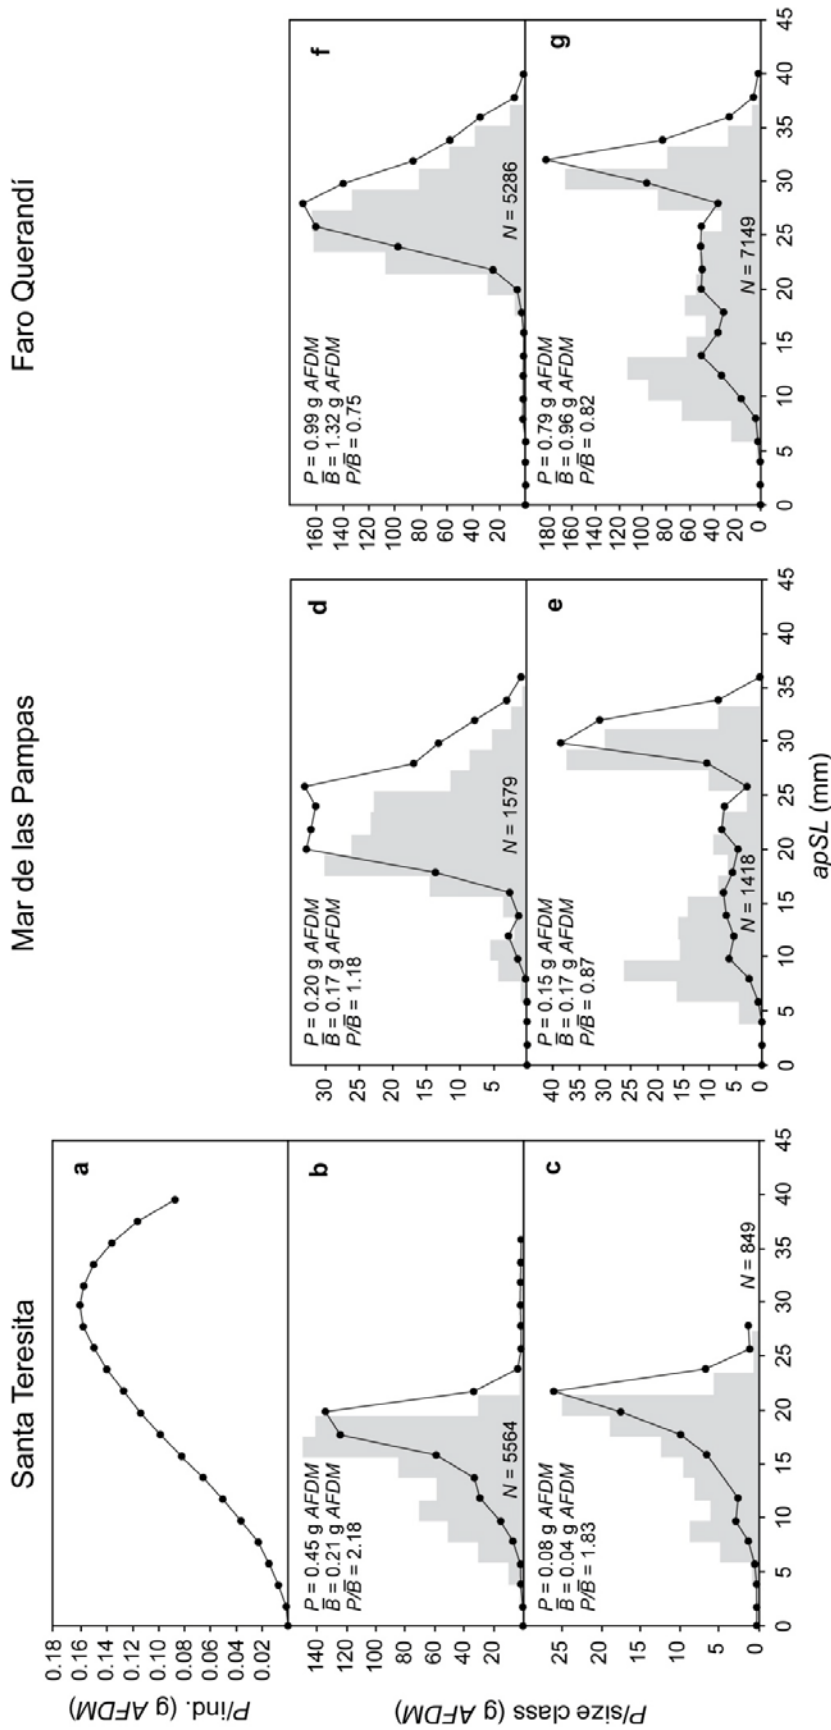 Santa Teresita
Mar de las Pampas
Faro Querandí
P/ind. (g AFDM)
0.18
0.16
0.14
0.12
0.10
0.08
0.06
0.04
0.02
a
P/size class (g AFDM)
140
120
100
80
60
40
20
P = 0.45 g AFDM
B̅ = 0.21 g AFDM
P/B̅ = 2.18
N = 5564
b
25
20
15
10
5
0
P = 0.08 g AFDM
B̅ = 0.04 g AFDM
P/B̅ = 1.83
N = 849
c
0 5 10 15 20 25 30 35 40 45
30
25
20
15
10
5
P = 0.20 g AFDM
B̅ = 0.17 g AFDM
P/B̅ = 1.18
N = 1579
d
40
35
30
25
20
15
10
5
0
P = 0.15 g AFDM
B̅ = 0.17 g AFDM
P/B̅ = 0.87
N = 1418
e
0 5 10 15 20 25 30 35 40 45
apSL (mm)
160
140
120
100
80
60
40
20
P = 0.99 g AFDM
B̅ = 1.32 g AFDM
P/B̅ = 0.75
N = 5286
f
180
160
140
120
100
80
60
40
20
0
P = 0.79 g AFDM
B̅ = 0.96 g AFDM
P/B̅ = 0.82
N = 7149
g
0 5 10 15 20 25 30 35 40 45